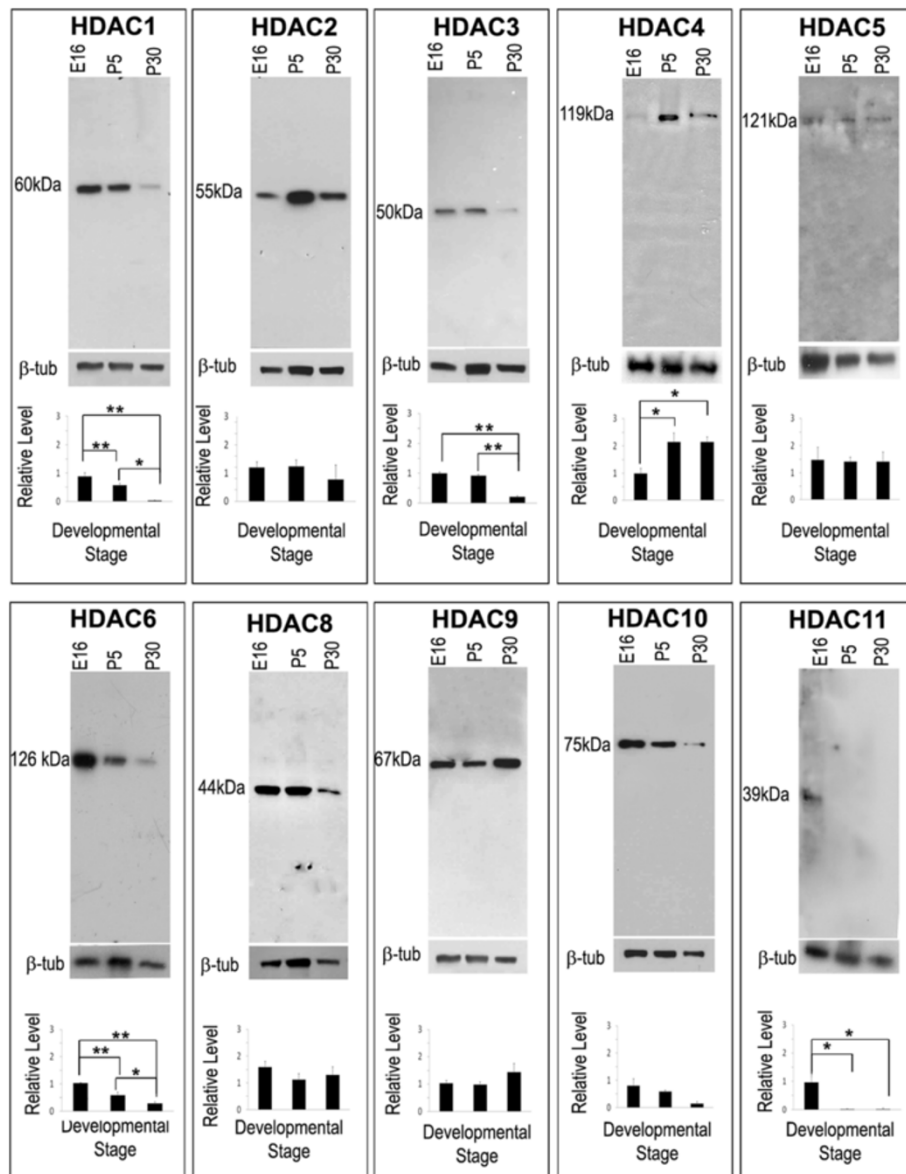 HDAC1
E16 P5 P30
60kDa
β-tub
** ** *
Relative Level
3
2
1
0
Developmental
Stage
HDAC2
E16 P5 P30
55kDa
β-tub
Relative Level
3
2
1
0
Developmental
Stage
HDAC3
E16 P5 P30
50kDa
β-tub
**
**
Relative Level
3
2
1
0
Developmental
Stage
HDAC4
E16 P5 P30
119kDa
β-tub
*
*
Relative Level
3
2
1
0
Developmental
Stage
HDAC5
E16 P5 P30
121kDa
β-tub
Relative Level
3
2
1
0
Developmental
Stage
HDAC6
E16 P5 P30
126 kDa
β-tub
**
**
*
Relative Level
3
2
1
0
Developmental
Stage
HDAC8
E16 P5 P30
44kDa
β-tub
Relative Level
3
2
1
0
Developmental
Stage
HDAC9
E16 P5 P30
67kDa
β-tub
Relative Level
3
2
1
0
Developmental
Stage
HDAC10
E16 P5 P30
75kDa
β-tub
Relative Level
3
2
1
0
Developmental
Stage
HDAC11
E16 P5 P30
39kDa
β-tub
*
*
Relative Level
3
2
1
0
Developmental
Stage